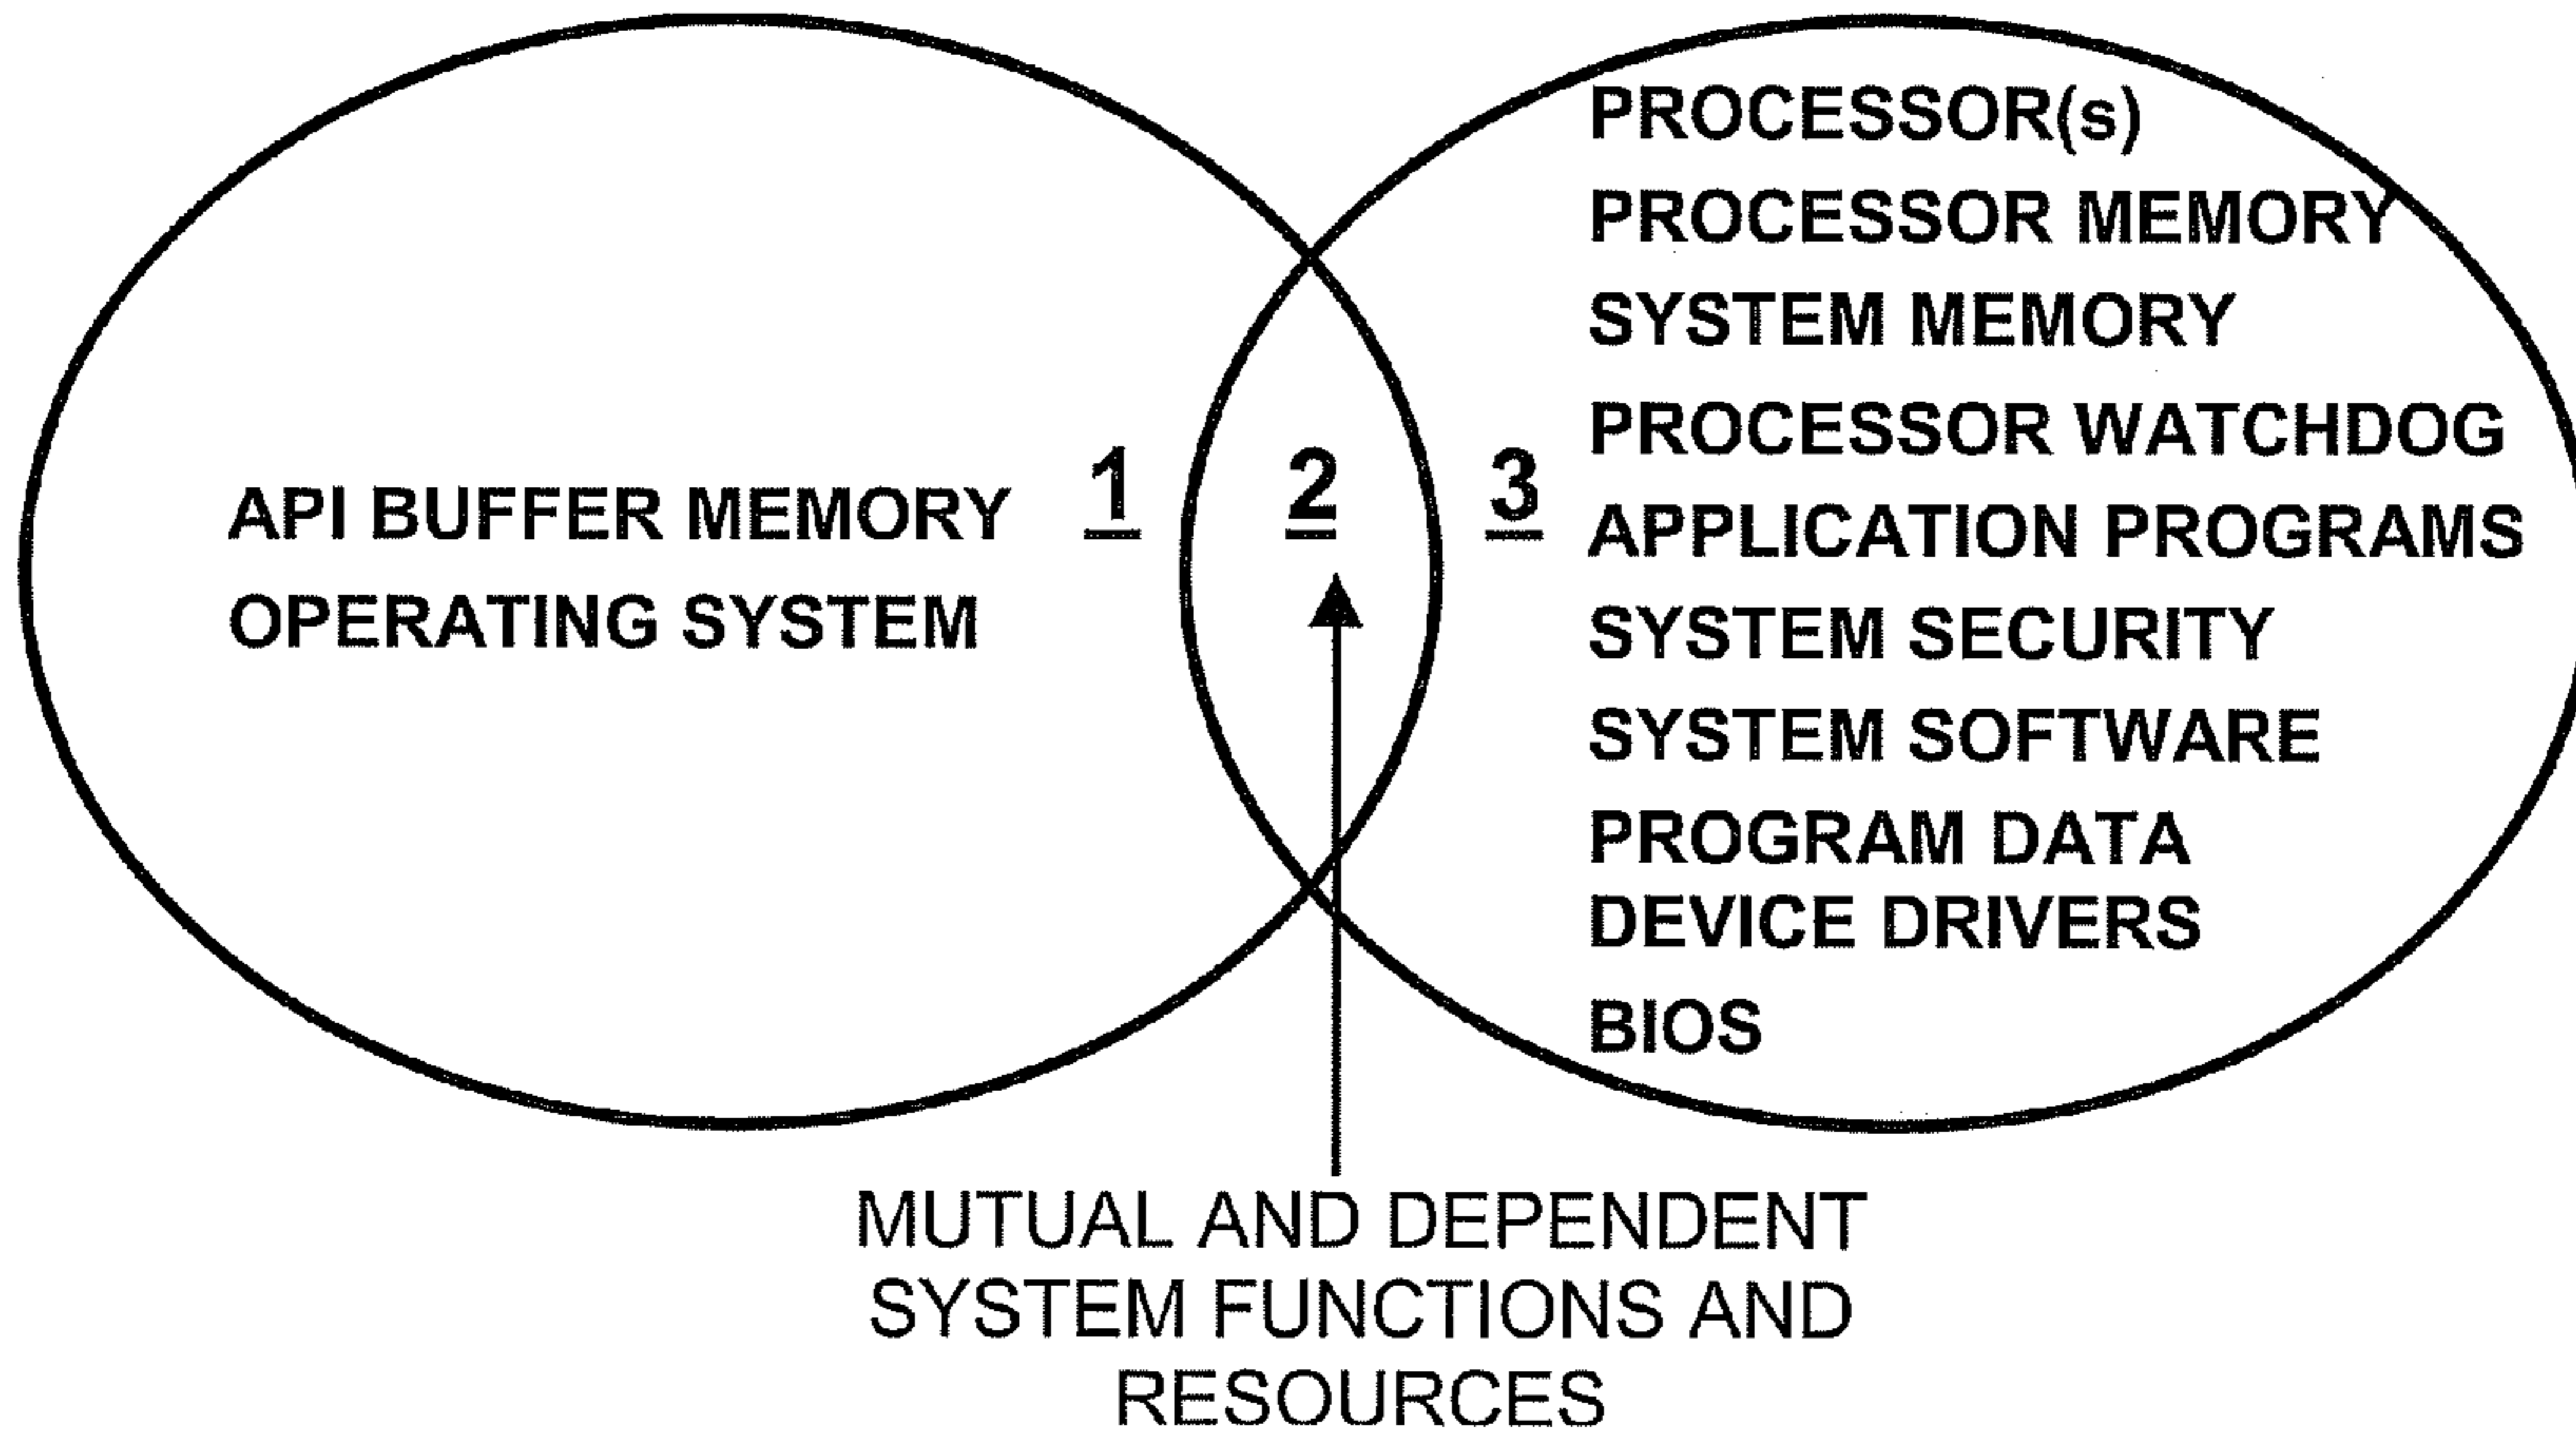 API BUFFER MEMORY
OPERATING SYSTEM
1
2
3
PROCESSOR(s)
PROCESSOR MEMORY
SYSTEM MEMORY
PROCESSOR WATCHDOG
APPLICATION PROGRAMS
SYSTEM SECURITY
SYSTEM SOFTWARE
PROGRAM DATA
DEVICE DRIVERS
BIOS
MUTUAL AND DEPENDENT
SYSTEM FUNCTIONS AND
RESOURCES